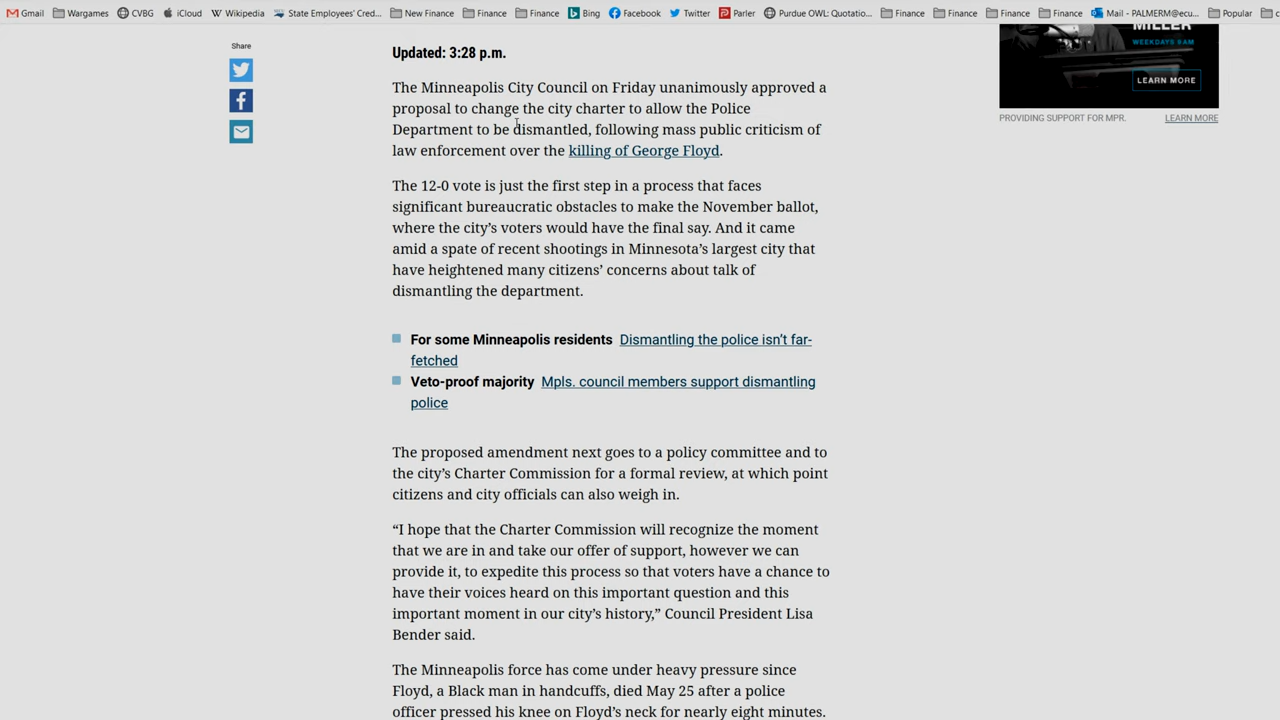 Gmail Wargames CVBG iCloud Wikipedia State Employees' Cred... New Finance Finance Finance Bing Facebook Twitter Parler Purdue OWL: Quotatio... Finance Finance Finance Finance Mail - PALMERM@ecu... Popular
Share
Updated: 3:28 p.m.
The Minneapolis City Council on Friday unanimously approved a
proposal to change the city charter to allow the Police
Department to be dismantled, following mass public criticism of
law enforcement over the killing of George Floyd.
The 12-0 vote is just the first step in a process that faces
significant bureaucratic obstacles to make the November ballot,
where the city’s voters would have the final say. And it came
amid a spate of recent shootings in Minnesota’s largest city that
have heightened many citizens’ concerns about talk of
dismantling the department.
For some Minneapolis residents Dismantling the police isn’t far-
fetched
Veto-proof majority Mpls. council members support dismantling
police
The proposed amendment next goes to a policy committee and to
the city’s Charter Commission for a formal review, at which point
citizens and city officials can also weigh in.
“I hope that the Charter Commission will recognize the moment
that we are in and take our offer of support, however we can
provide it, to expedite this process so that voters have a chance to
have their voices heard on this important question and this
important moment in our city’s history,” Council President Lisa
Bender said.
The Minneapolis force has come under heavy pressure since
Floyd, a Black man in handcuffs, died May 25 after a police
officer pressed his knee on Floyd’s neck for nearly eight minutes.
MILLER
WEEKDAYS 9AM
LEARN MORE
PROVIDING SUPPORT FOR MPR. LEARN MORE